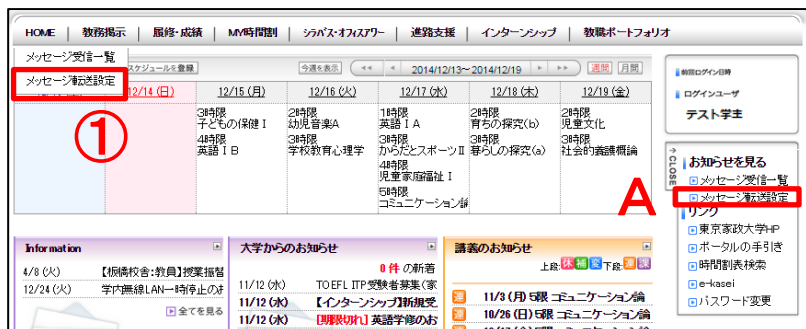 HOME 教務掲示 履修・成績 MY時間割 シラバス・オフィスアワー 進路支援 インターンシップ 教職ポートフォリオ
メッセージ受信一覧
メッセージ転送設定
スケジュールを登録 今週を表示 2014/12/13～2014/12/19 週間 月間
12/14 (日) 12/15 (月) 12/16 (火) 12/17 (水) 12/18 (木) 12/19 (金)
①
3時限
子どもの保健Ⅰ
4時限
英語ⅠB
2時限
幼児音楽A
3時限
学校教育心理学
1時限
英語ⅠA
3時限
からだとスポーツⅡ
4時限
児童家庭福祉Ⅰ
5時限
コミュニケーション論
2時限
育ちの探究(b)
3時限
暮らしの探究(a)
2時限
児童文化
3時限
社会的養護概論
前回ログイン日時
ログインユーザ
テスト学生
CLOSE
お知らせを見る
メッセージ受信一覧
A
メッセージ転送設定
リンク
東京家政大学HP
ポータルの手引き
時間割表検索
e-kasei
パスワード変更
Information
4/8 (火) 【板橋校舎:教員】授業振替
12/24 (火) 学内無線LAN一時停止のお
全てを見る
大学からのお知らせ
0 件 の新着
11/12 (水) TOEFL ITP受験者募集(家
11/12 (水) 【インターンシップ】新規受
11/12 (水) [期限切れ] 英語学修のお
講義のお知らせ
上段:休 補 変 下段:運 課
運 11/3 (月) 5限 コミュニケーション論
運 10/26 (日) 5限 コミュニケーション論